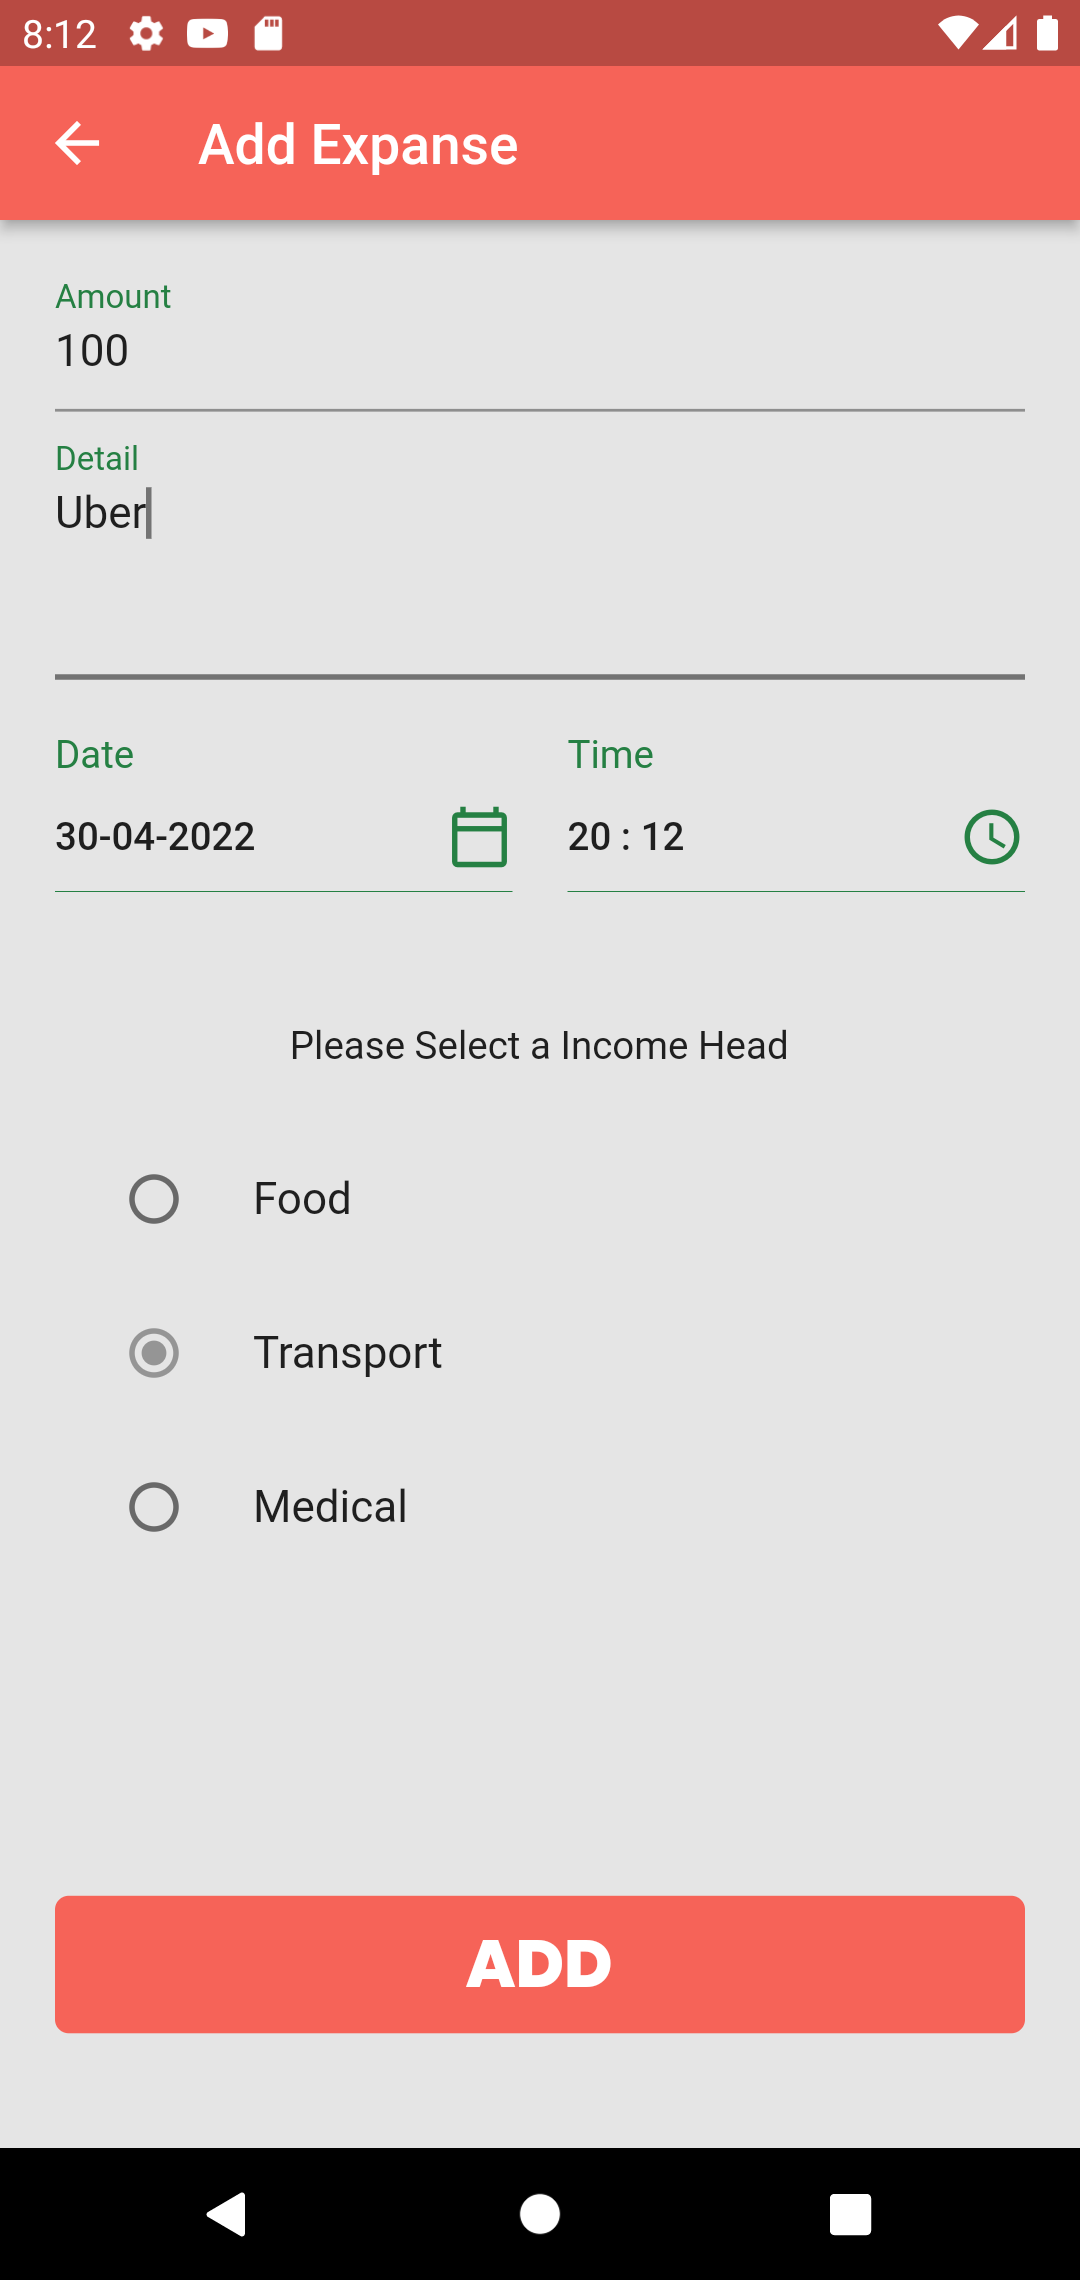 8:12
Add Expanse
Amount
100
Detail
Uber
Date
Time
30-04-2022
20 : 12
Please Select a Income Head
Food
Transport
Medical
ADD